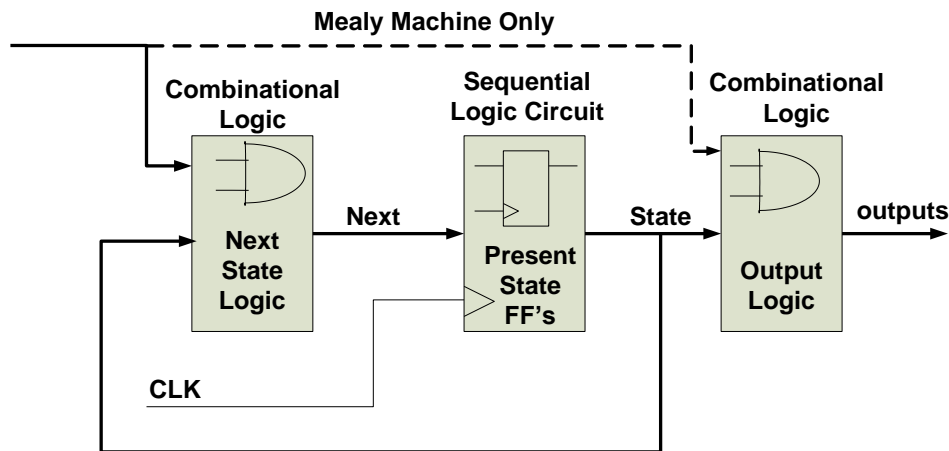 Mealy Machine Only
Combinational
Logic
Sequential
Logic Circuit
Combinational
Logic
Next
State
Logic
Next
Present
State
FF's
State
Output
Logic
outputs
CLK